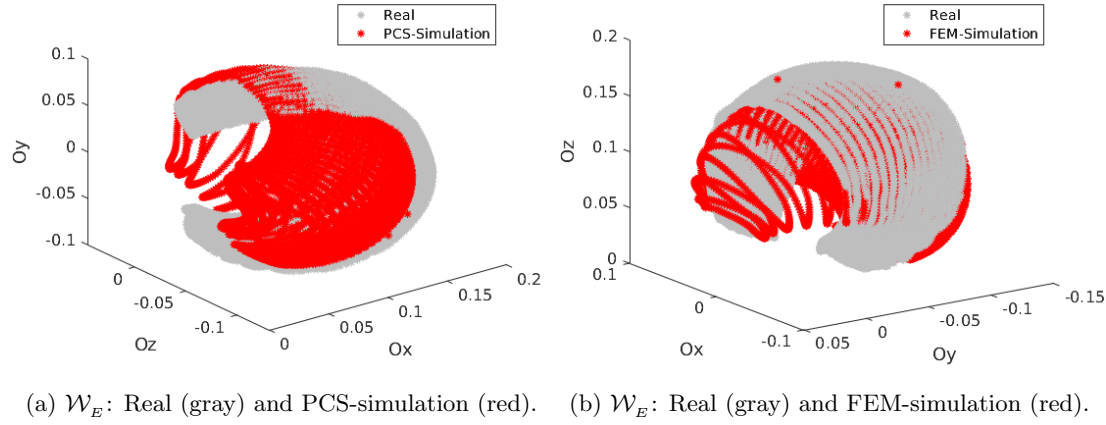 Real
PCS-Simulation
0.1
0.05
0
-0.05
-0.1
Oy
0
-0.05
-0.1
Oz
0
0.05
0.1
0.15
0.2
Ox
Real
FEM-Simulation
0.2
0.15
0.1
0.05
0
Oz
0.1
0
-0.1
Ox
0.05
0
-0.05
-0.1
-0.15
Oy
(a) 𝒲_E: Real (gray) and PCS-simulation (red).
(b) 𝒲_E: Real (gray) and FEM-simulation (red).